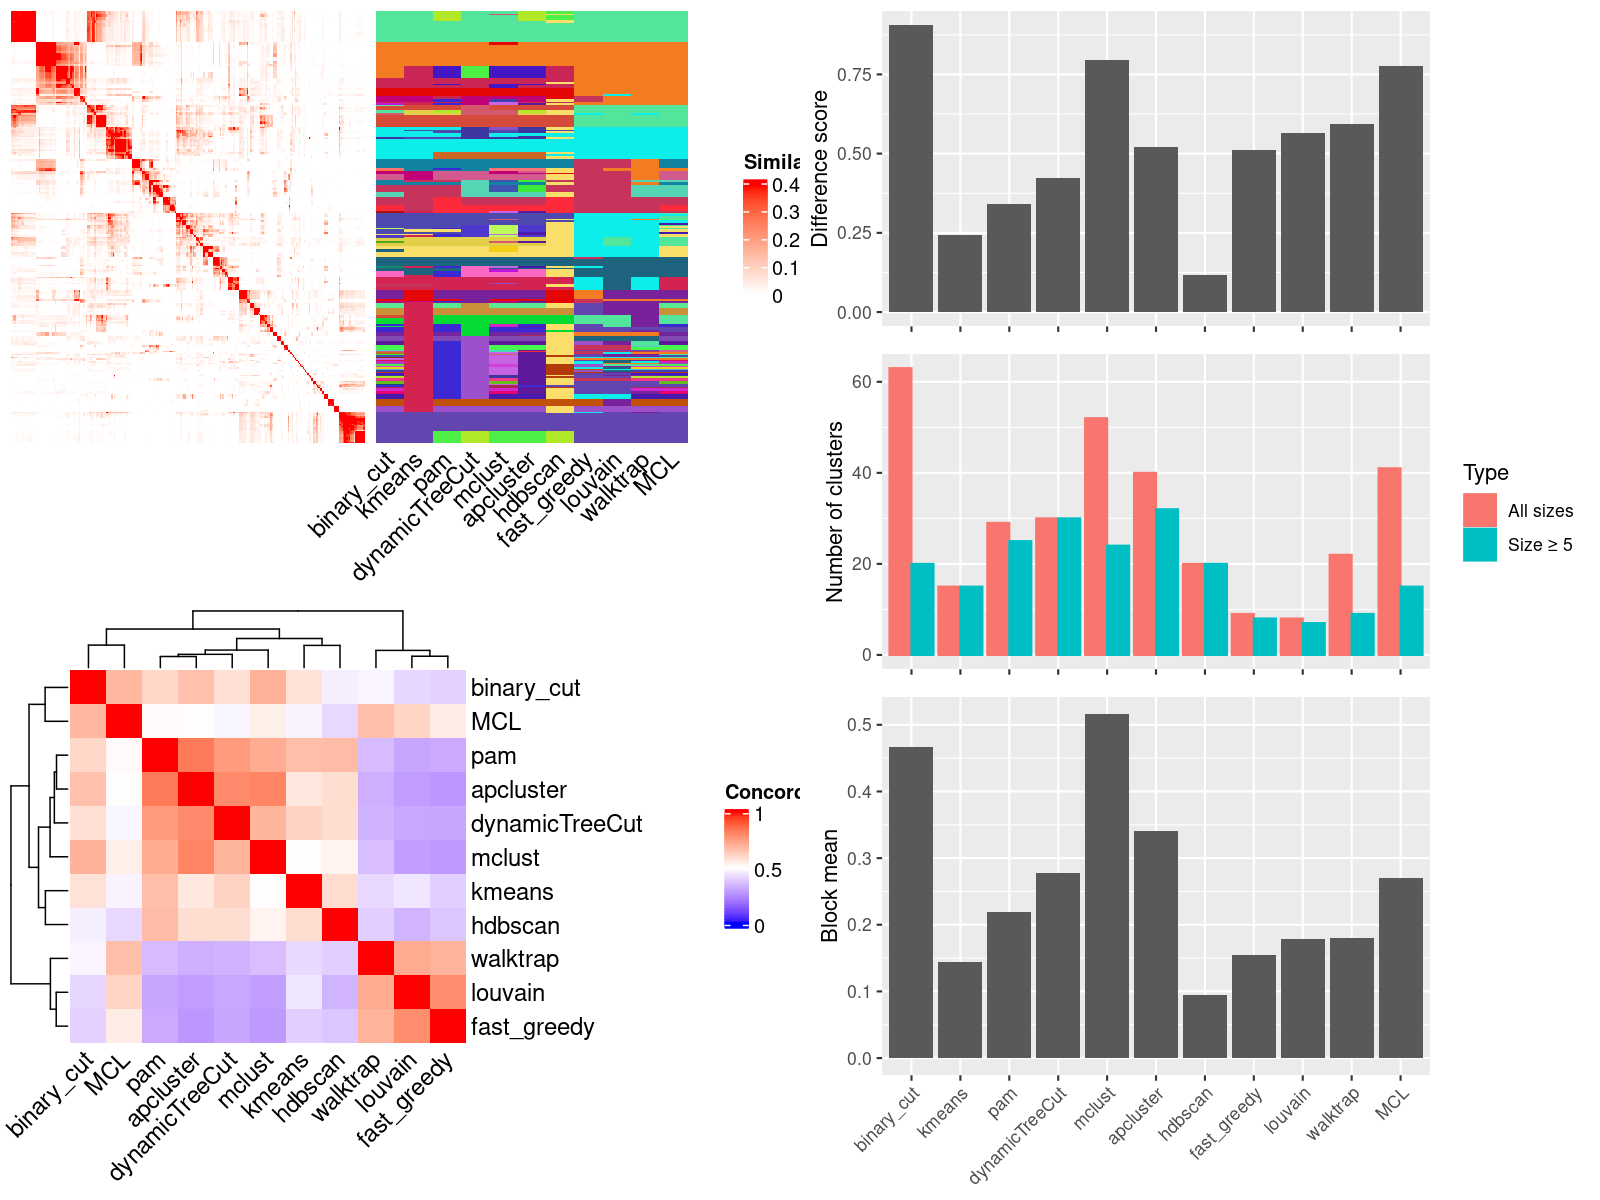 Simila
0.4
0.3
0.2
0.1
0
binary_cut
kmeans
pam
dynamicTreeCut
mclust
apcluster
hdbscan
fast_greedy
louvain
walktrap
MCL
binary_cut
MCL
pam
apcluster
dynamicTreeCut
mclust
kmeans
hdbscan
walktrap
louvain
fast_greedy
Concord
1
0.5
0
binary_cut
MCL
pam
apcluster
dynamicTreeCut
mclust
kmeans
hdbscan
walktrap
louvain
fast_greedy
Difference score
0.75
0.50
0.25
0.00
Number of clusters
60
40
20
0
Type
All sizes
Size ≥ 5
Block mean
0.5
0.4
0.3
0.2
0.1
0.0
binary_cut
kmeans
pam
dynamicTreeCut
mclust
apcluster
hdbscan
fast_greedy
louvain
walktrap
MCL